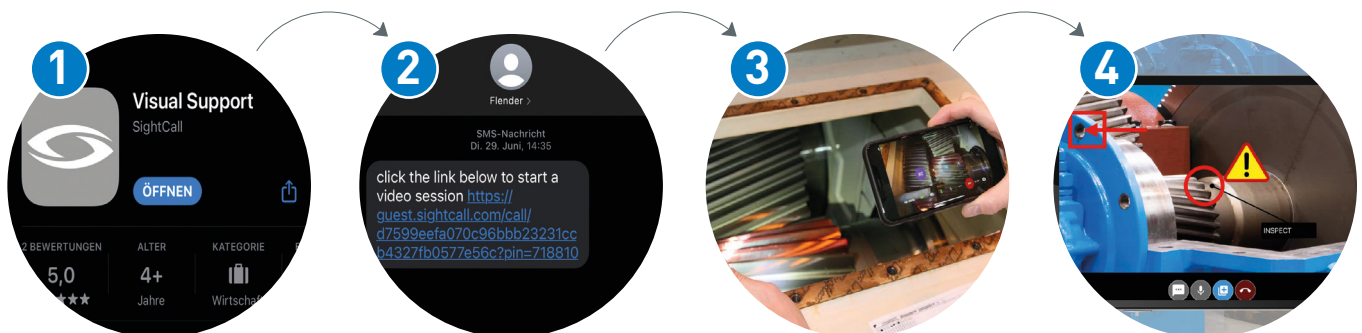 1
Visual Support
SightCall
ÖFFNEN
2 BEWERTUNGEN
ALTER
KATEGORIE
5,0
4+
★★★
Jahre
Wirtschaf
2
Flender >
SMS-Nachricht
Di. 29. Juni, 14:35
click the link below to start a
video session https://
guest.sightcall.com/call/
d7599eefa070c96bbb23231cc
b4327fb0577e56c?pin=718810
3
4
!
INSPECT